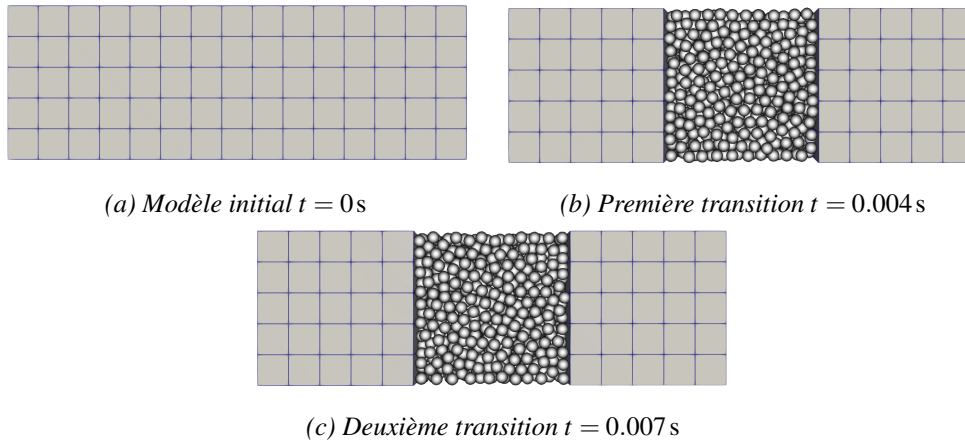 (a) Modèle initial t = 0 s
(b) Première transition t = 0.004 s
(c) Deuxième transition t = 0.007 s